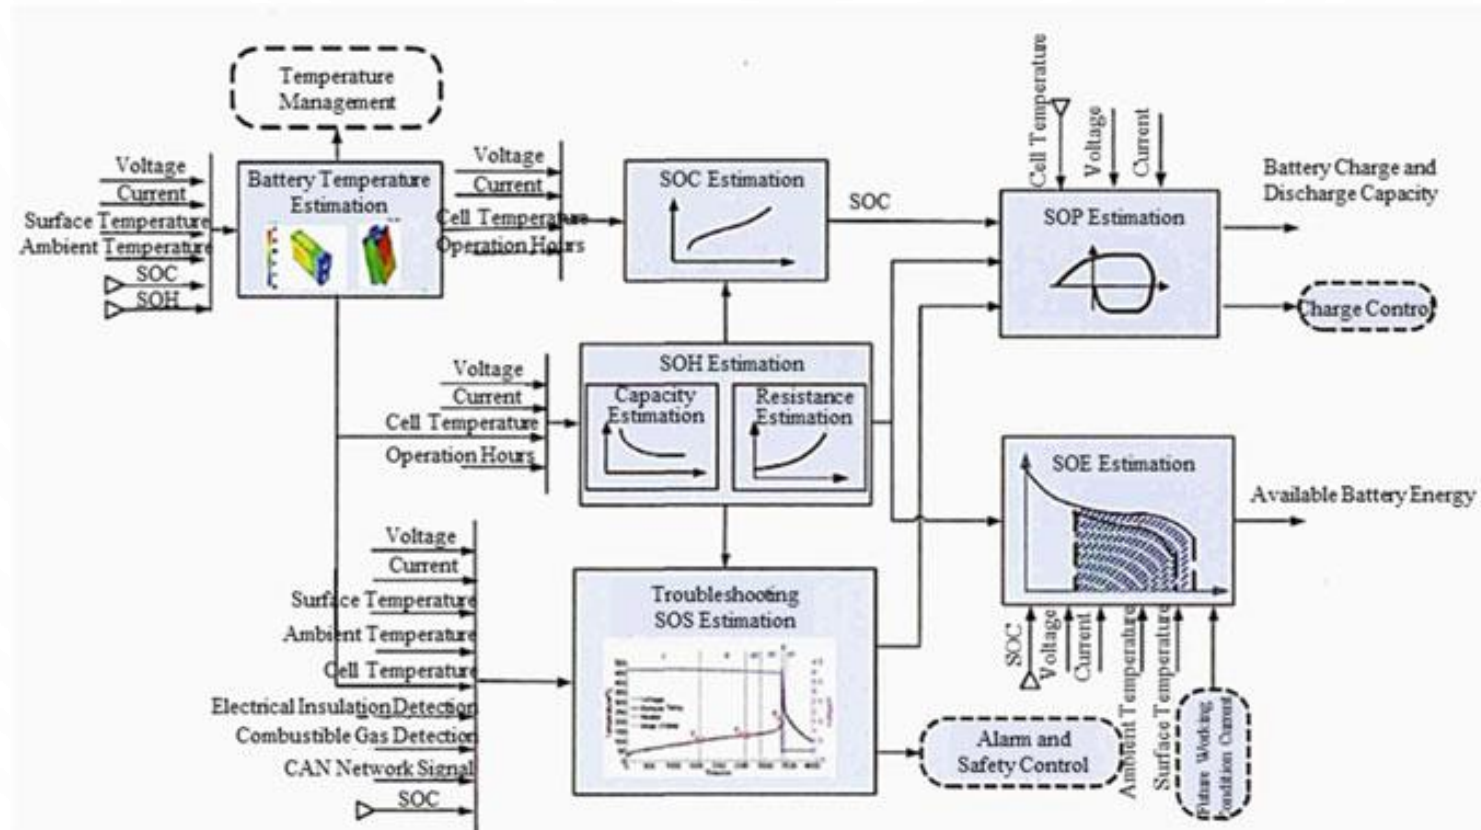 Temperature
Management
Voltage
Current
Surface Temperature
Ambient Temperature
SOC
SOH
Battery Temperature
Estimation
Voltage
Current
Cell Temperature
Operation Hours
SOC Estimation
SOC
Cell Temperature
Voltage
Current
SOP Estimation
Battery Charge and
Discharge Capacity
Charge Control
Voltage
Current
Cell Temperature
Operation Hours
SOH Estimation
Capacity
Estimation
Resistance
Estimation
SOE Estimation
Available Battery Energy
SOC
Voltage
Current
Ambient Temperature
Surface Temperature
Future Working
Condition Current
Voltage
Current
Surface Temperature
Ambient Temperature
Cell Temperature
Electrical Insulation Detection
Combustible Gas Detection
CAN Network Signal
SOC
Troubleshooting
SOS Estimation
Alarm and
Safety Control